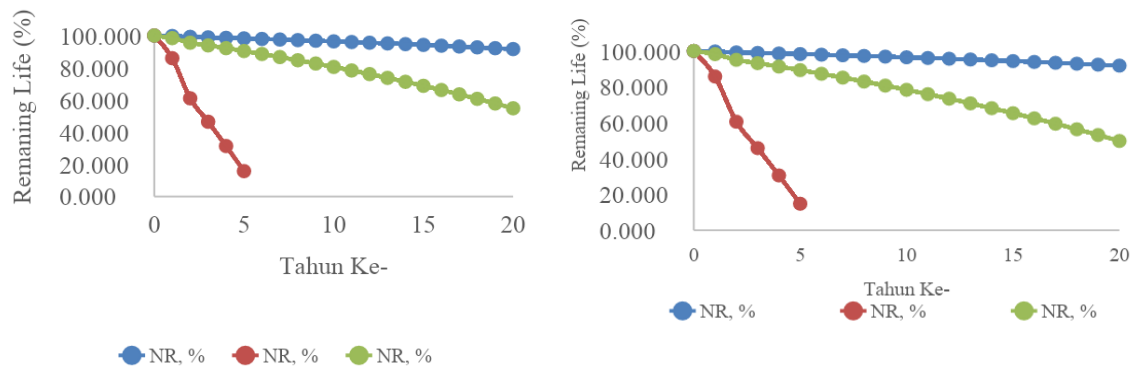 Remaning Life (%)
100.000
80.000
60.000
40.000
20.000
0.000
0 5 10 15 20
Tahun Ke-
NR, % NR, % NR, %
Remaning Life (%)
100.000
80.000
60.000
40.000
20.000
0.000
0 5 10 15 20
Tahun Ke-
NR, % NR, % NR, %